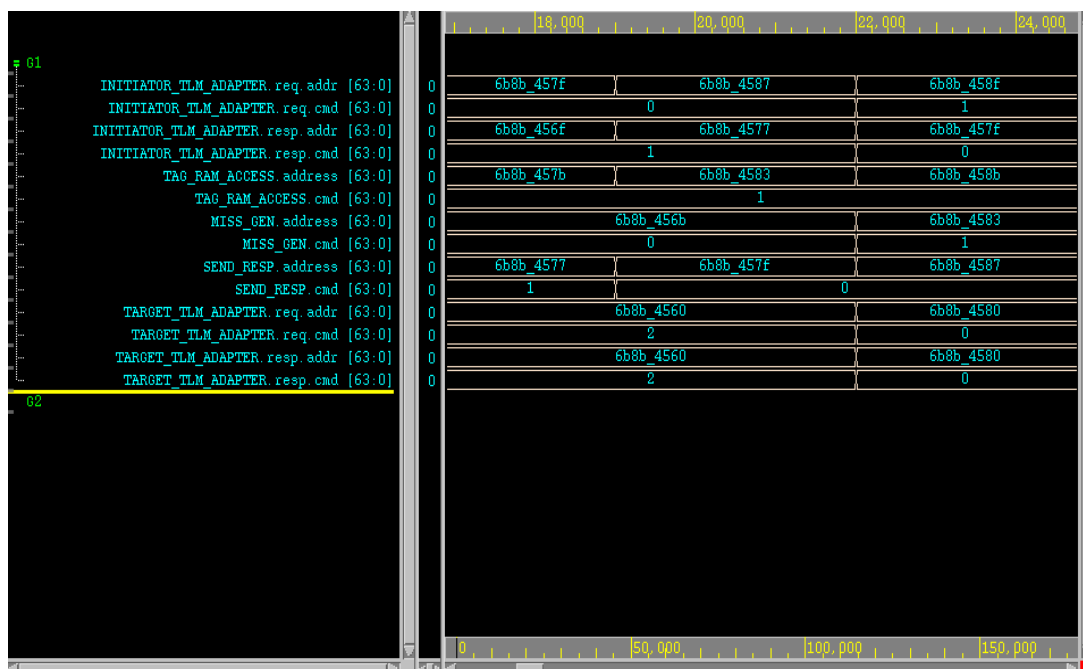 18,000 20,000 22,000 24,000
G1
INITIATOR_TLM_ADAPTER.req.addr [63:0] 0 6b8b_457f 6b8b_4587 6b8b_458f
INITIATOR_TLM_ADAPTER.req.cmd [63:0] 0 0 1
INITIATOR_TLM_ADAPTER.resp.addr [63:0] 0 6b8b_456f 6b8b_4577 6b8b_457f
INITIATOR_TLM_ADAPTER.resp.cmd [63:0] 0 1 0
TAG_RAM_ACCESS.address [63:0] 0 6b8b_457b 6b8b_4583 6b8b_458b
TAG_RAM_ACCESS.cmd [63:0] 0 1
MISS_GEN.address [63:0] 0 6b8b_456b 6b8b_4583
MISS_GEN.cmd [63:0] 0 0 1
SEND_RESP.address [63:0] 0 6b8b_4577 6b8b_457f 6b8b_4587
SEND_RESP.cmd [63:0] 0 1 0
TARGET_TLM_ADAPTER.req.addr [63:0] 0 6b8b_4560 6b8b_4580
TARGET_TLM_ADAPTER.req.cmd [63:0] 0 2 0
TARGET_TLM_ADAPTER.resp.addr [63:0] 0 6b8b_4560 6b8b_4580
TARGET_TLM_ADAPTER.resp.cmd [63:0] 0 2 0
G2
0 50,000 100,000 150,000